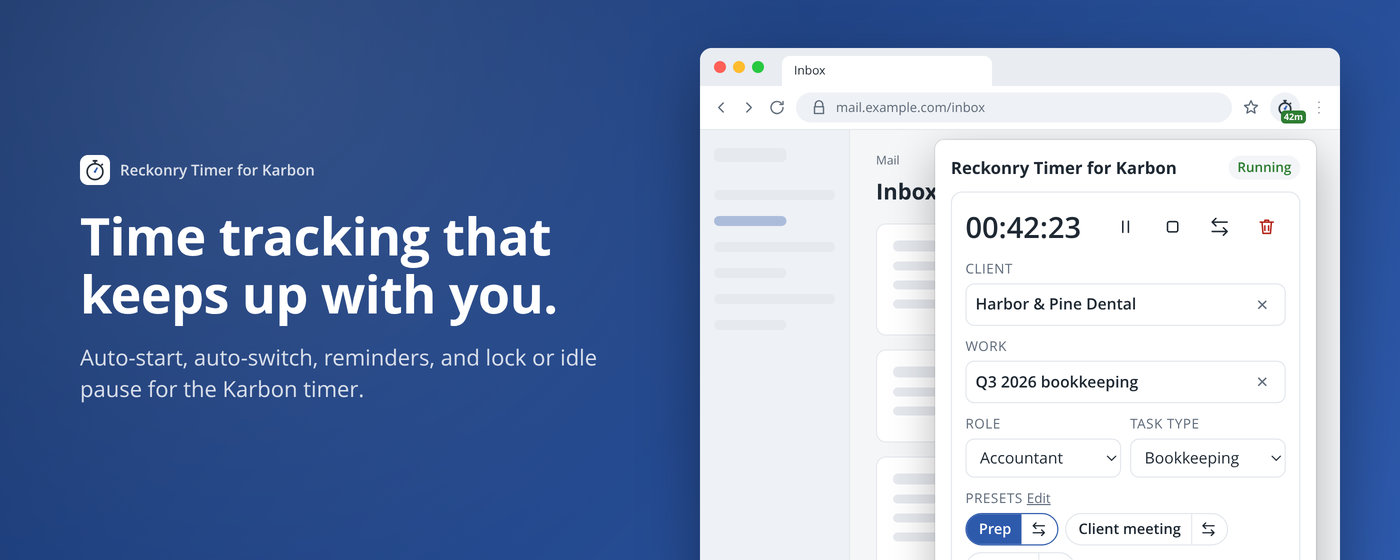 Reckonry Timer for Karbon
Time tracking that
keeps up with you.
Auto-start, auto-switch, reminders, and lock or idle
pause for the Karbon timer.
Inbox
mail.example.com/inbox
42m
Mail
Inbox
Reckonry Timer for Karbon
Running
00:42:23
CLIENT
Harbor & Pine Dental
WORK
Q3 2026 bookkeeping
ROLE
TASK TYPE
Accountant
Bookkeeping
PRESETS Edit
Prep
Client meeting